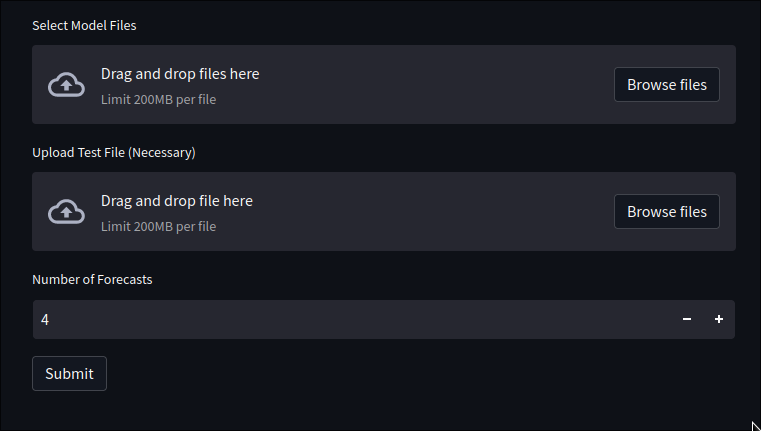 Select Model Files
Drag and drop files here
Limit 200MB per file
Browse files
Upload Test File (Necessary)
Drag and drop file here
Limit 200MB per file
Browse files
Number of Forecasts
4
Submit